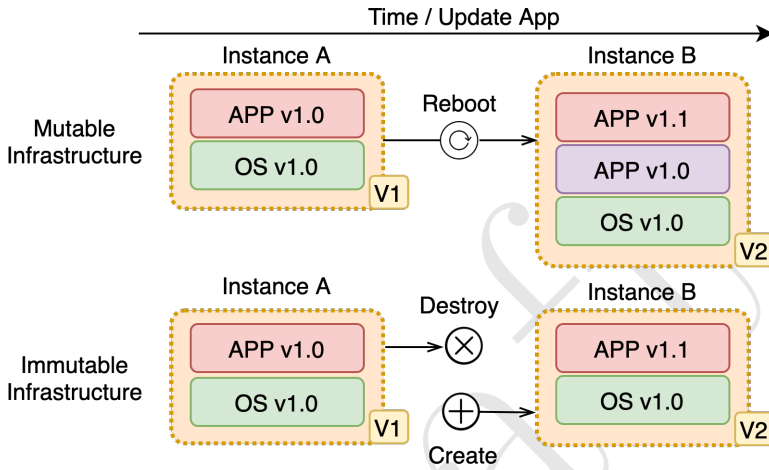 Time / Update App
Instance A
Instance B
Mutable
Infrastructure
APP v1.0
OS v1.0
V1
Reboot
APP v1.1
APP v1.0
OS v1.0
V2
Instance A
Instance B
Immutable
Infrastructure
APP v1.0
OS v1.0
V1
Destroy
Create
APP v1.1
OS v1.0
V2